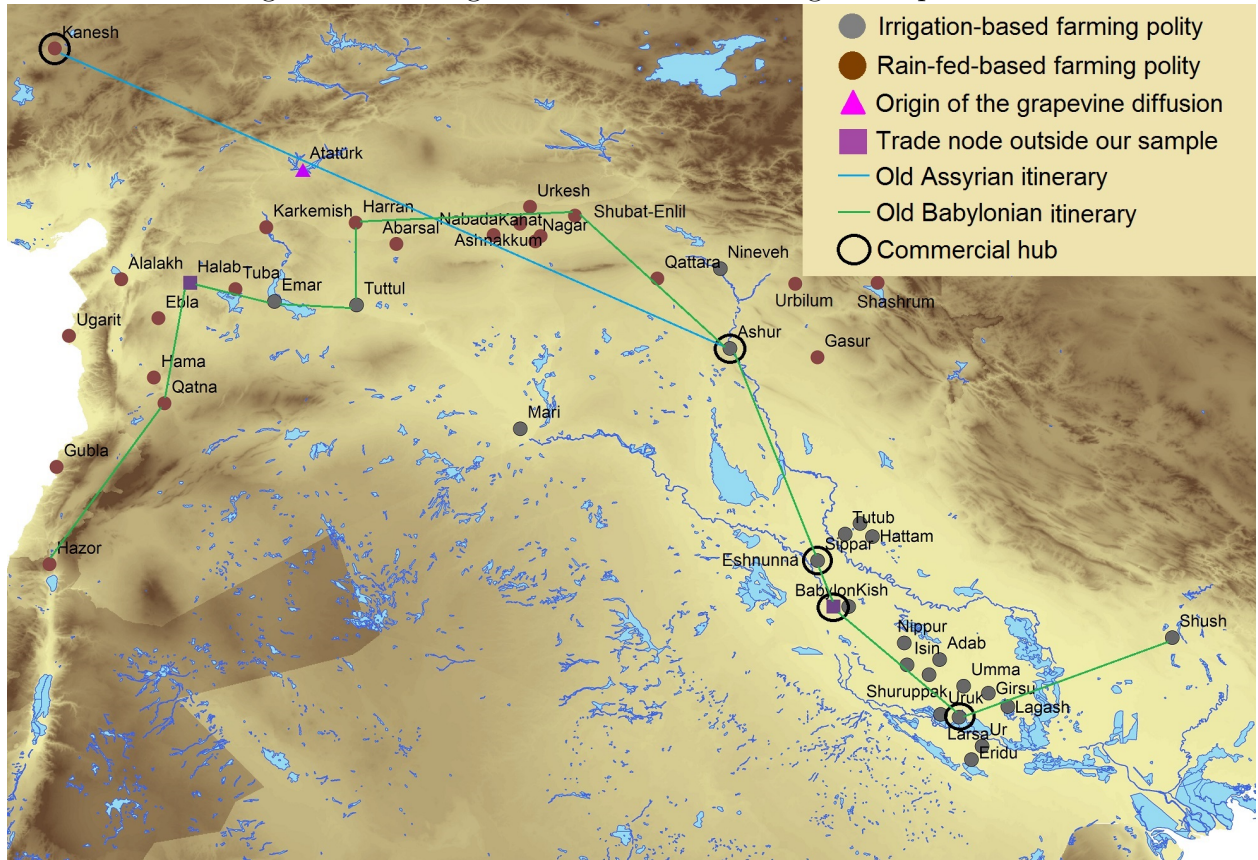 Kanesh
Irrigation-based farming polity
Rain-fed-based farming polity
Origin of the grapevine diffusion
Trade node outside our sample
Old Assyrian itinerary
Old Babylonian itinerary
Commercial hub
Atatürk
Urkesh
Karkemish
Harran
Nabada
Kahat
Shubat-Enlil
Abarsal
Ashnakkum
Nagar
Nineveh
Alalakh
Halab
Tuba
Emar
Tuttul
Qattara
Urbilum
Shashrum
Ebla
Ugarit
Ashur
Gasur
Hama
Qatna
Mari
Gubla
Tutub
Hattam
Sippar
Hazor
Eshnunna
Babylon
Kish
Nippur
Shush
Isin
Adab
Umma
Shuruppak
Uruk
Girsu
Lagash
Larsa
Ur
Eridu